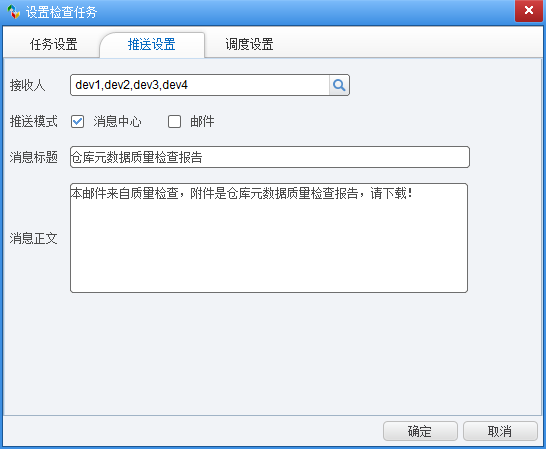 设置检查任务
任务设置 推送设置 调度设置
接收人 dev1,dev2,dev3,dev4
推送模式 消息中心 邮件
消息标题 仓库元数据质量检查报告
消息正文 本邮件来自质量检查，附件是仓库元数据质量检查报告，请下载！
确定 取消